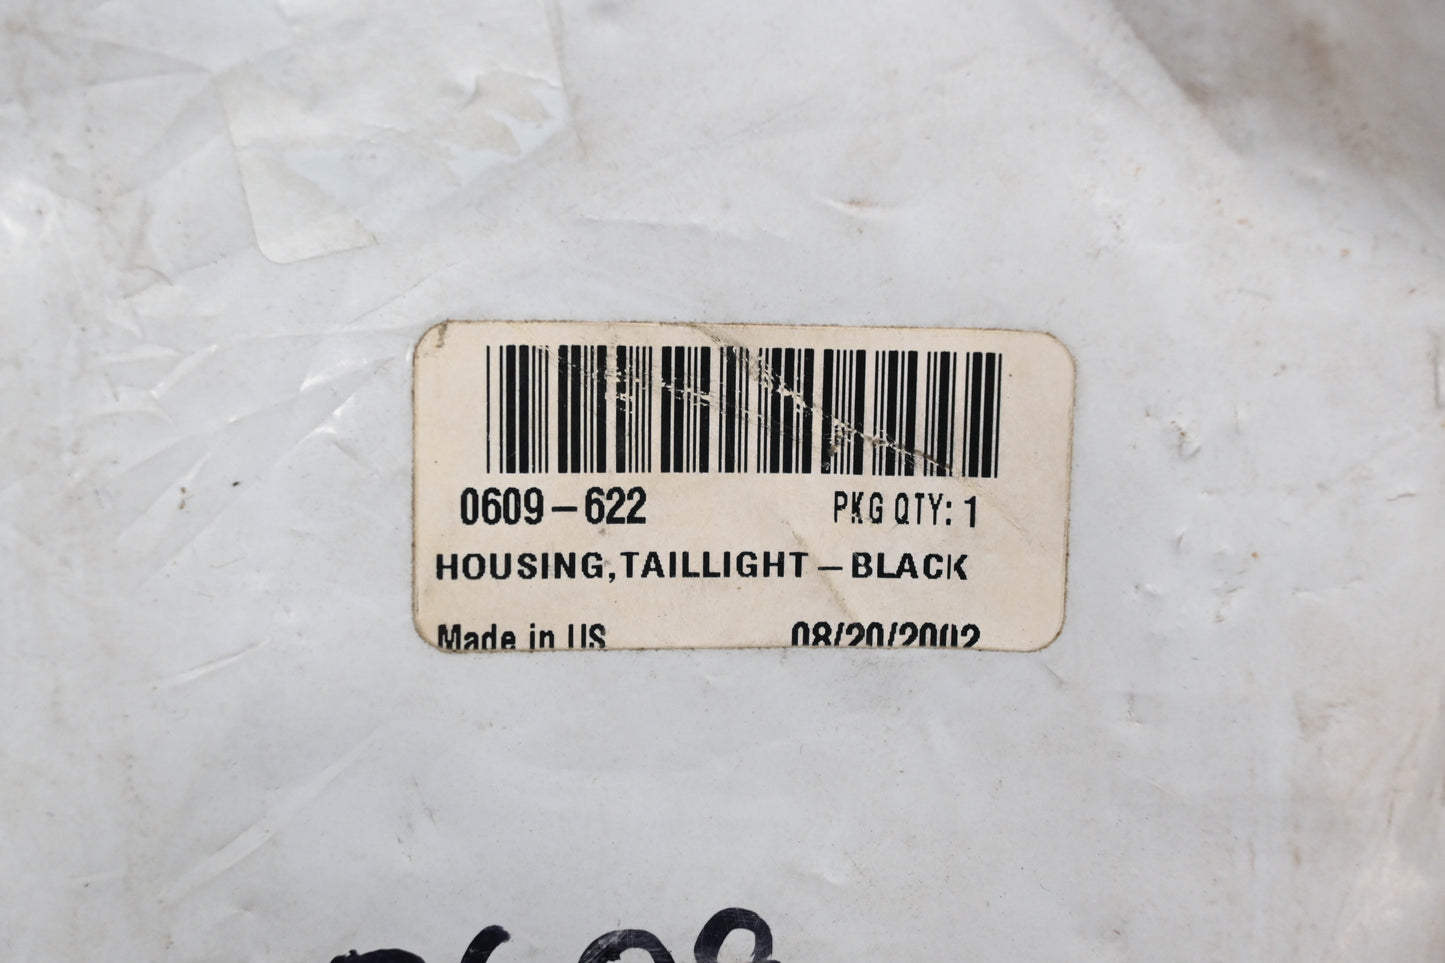 0609-622 PKG QTY: 1
HOUSING,TAILLIGHT-BLACK
Made in US 08/20/2002